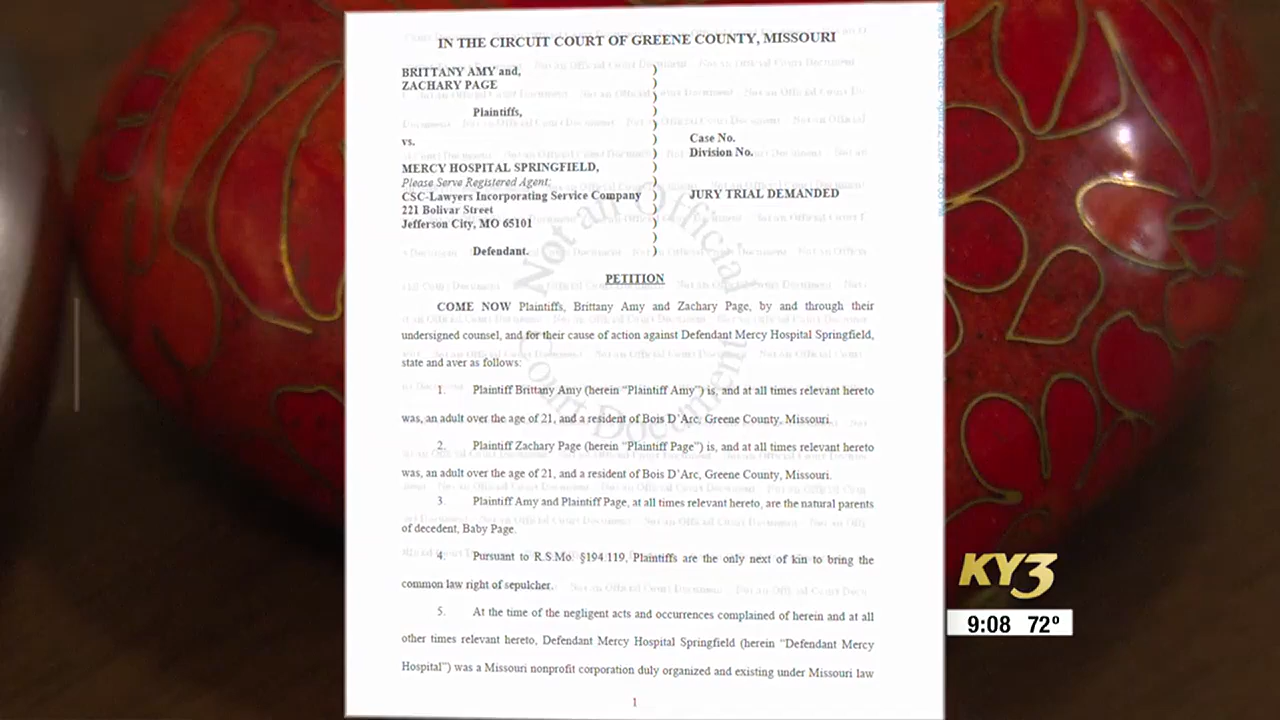 IN THE CIRCUIT COURT OF GREENE COUNTY, MISSOURI
BRITTANY AMY and,
ZACHARY PAGE
Plaintiffs,
vs.
Case No.
Division No.
MERCY HOSPITAL SPRINGFIELD,
Please Serve Registered Agent:
CSC-Lawyers Incorporating Service Company
JURY TRIAL DEMANDED
221 Bolivar Street
Jefferson City, MO 65101
Defendant.
PETITION
COME NOW Plaintiffs, Brittany Amy and Zachary Page, by and through their
undersigned counsel, and for their cause of action against Defendant Mercy Hospital Springfield,
state and aver as follows:
1. Plaintiff Brittany Amy (herein “Plaintiff Amy”) is, and at all times relevant hereto
was, an adult over the age of 21, and a resident of Bois D’Arc, Greene County, Missouri.
2. Plaintiff Zachary Page (herein “Plaintiff Page”) is, and at all times relevant hereto
was, an adult over the age of 21, and a resident of Bois D’Arc, Greene County, Missouri.
3. Plaintiff Amy and Plaintiff Page, at all times relevant hereto, are the natural parents
of decedent, Baby Page.
4. Pursuant to R.S.Mo. §194.119, Plaintiffs are the only next of kin to bring the
common law right of sepulcher.
5. At the time of the negligent acts and occurrences complained of herein and at all
other times relevant hereto, Defendant Mercy Hospital Springfield (herein “Defendant Mercy
Hospital”) was a Missouri nonprofit corporation duly organized and existing under Missouri law
1
Not an Official
Court Document
KY3
9:08 72°